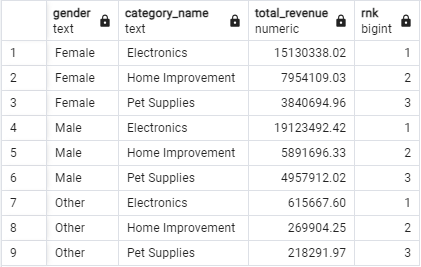 gender category_name total_revenue rnk
text text numeric bigint
1 Female Electronics 15130338.02 1
2 Female Home Improvement 7954109.03 2
3 Female Pet Supplies 3840694.96 3
4 Male Electronics 19123492.42 1
5 Male Home Improvement 5891696.33 2
6 Male Pet Supplies 4957912.02 3
7 Other Electronics 615667.60 1
8 Other Home Improvement 269904.25 2
9 Other Pet Supplies 218291.97 3